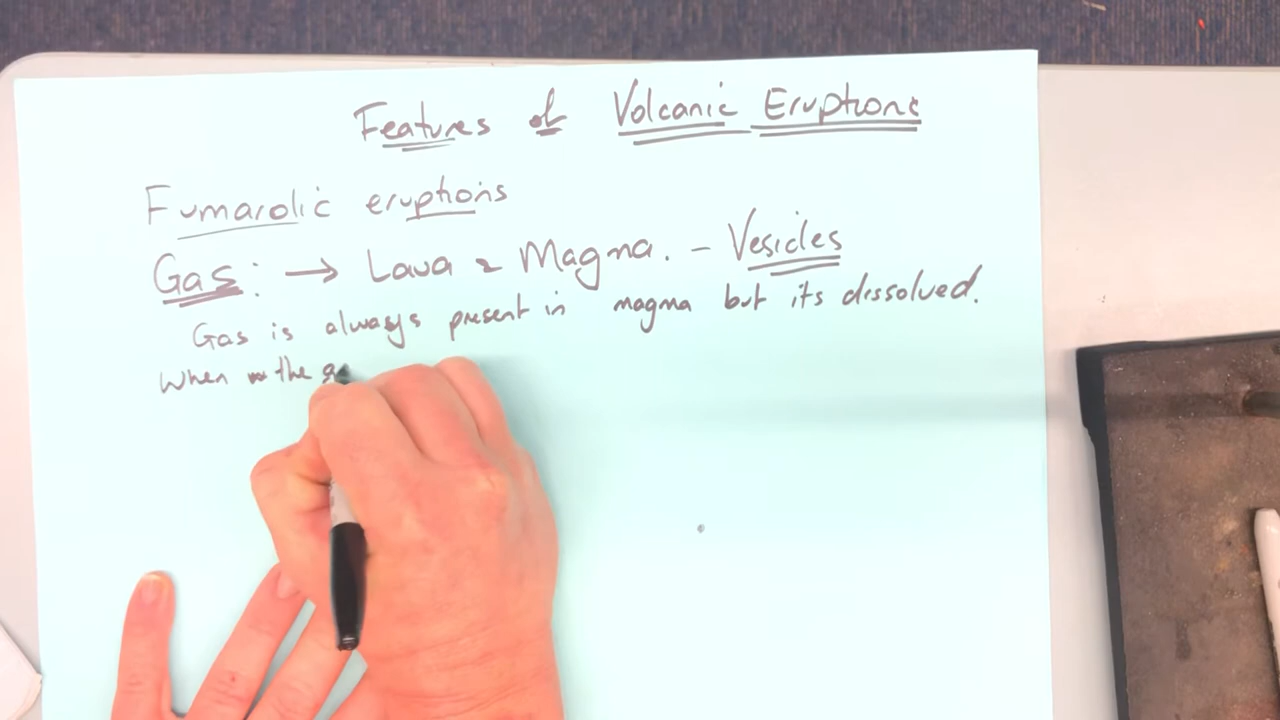 Features of Volcanic Eruptions
Fumarolic eruptions
Gas: → Lava & Magma. - Vesicles
Gas is always present in magma but its dissolved.
When the